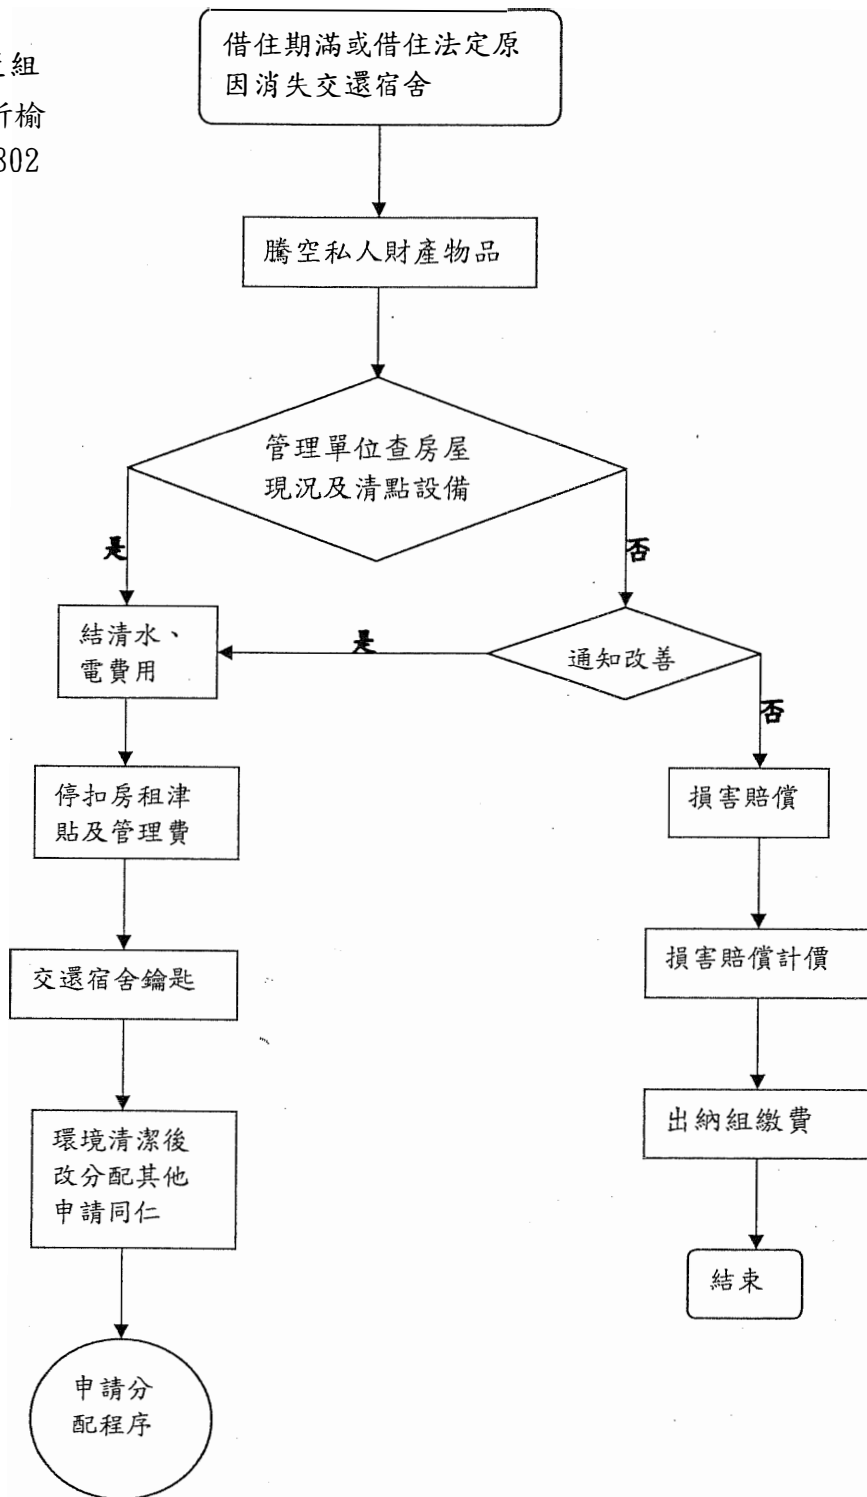 借住期滿或借住法定原
因消失交還宿舍
組
榆
802
騰空私人財產物品
管理單位查房屋
現況及清點設備
是
否
結清水、
電費用
是
通知改善
否
停扣房租津
貼及管理費
損害賠償
交還宿舍鑰匙
損害賠償計價
環境清潔後
改分配其他
申請同仁
出納組繳費
結束
申請分
配程序